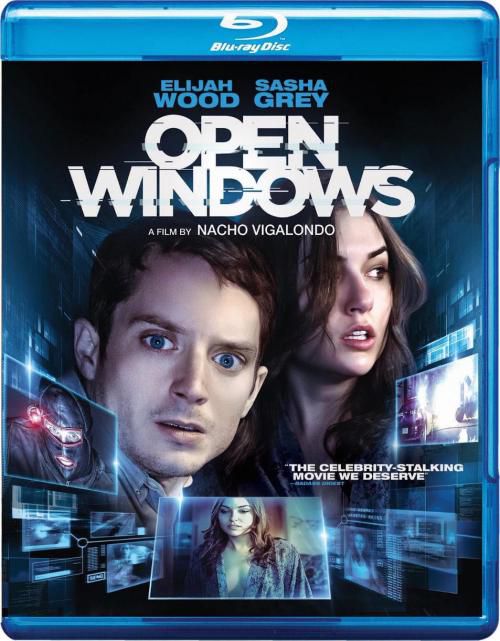 Blu-ray Disc
ELIJAH SASHA
WOOD GREY
OPEN
WINDOWS
A FILM BY NACHO VIGALONDO
"THE CELEBRITY-STALKING
MOVIE WE DESERVE"
—BADASS DIGEST